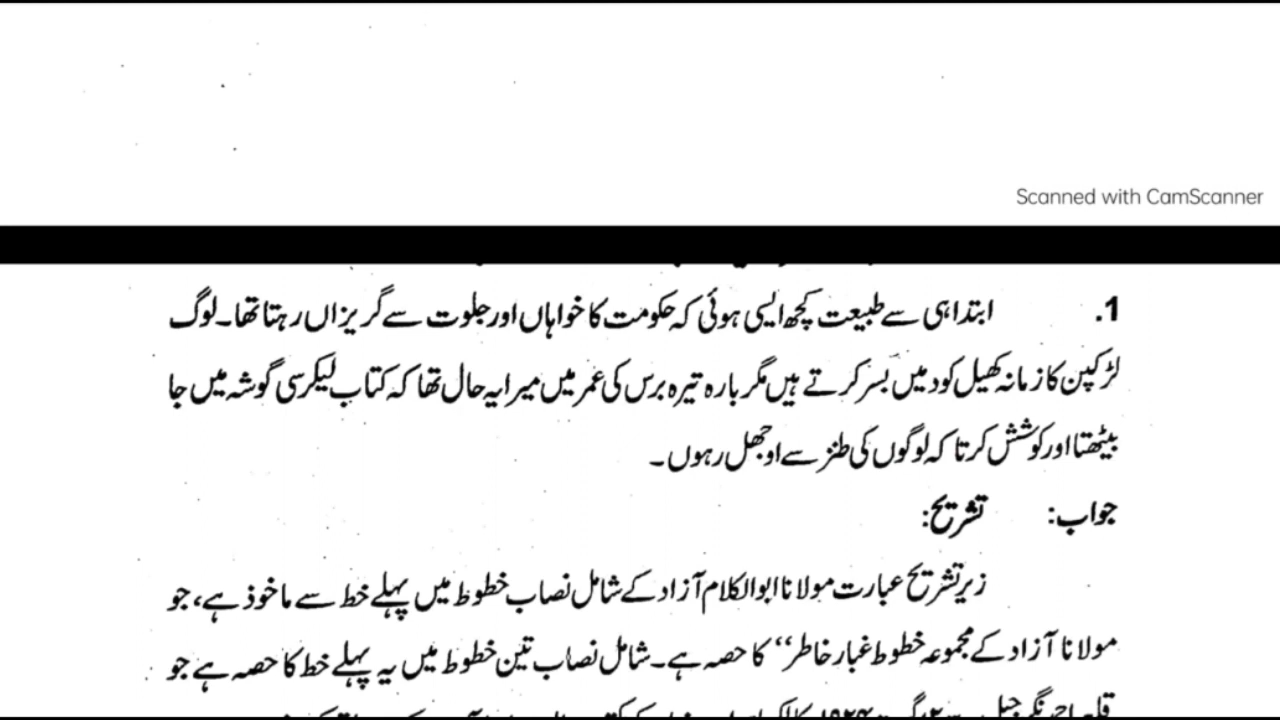 Scanned with CamScanner
1. ابتدا ہی سے طبیعت کچھ ایسی ہوئی کہ حکومت کا خواہاں اور جلوت سے گریزاں رہتا تھا۔ لوگ
لڑکپن کا زمانہ کھیل کود میں بسر کرتے ہیں مگر بارہ تیرہ برس کی عمر میں میرا یہ حال تھا کہ کتاب لیکر سی گوشہ میں جا
بیٹھتا اور کوشش کرتا کہ لوگوں کی طنز سے اوجھل رہوں۔
جواب: تشریح:
زیر تشریح عبارت مولانا ابوالکلام آزاد کے شامل نصاب خطوط میں پہلے خط سے ماخوذ ہے، جو
مولانا آزاد کے مجموعہ خطوط غبار خاطر‘‘ کا حصہ ہے۔ شامل نصاب تین خطوط میں یہ پہلے خط کا حصہ ہے جو